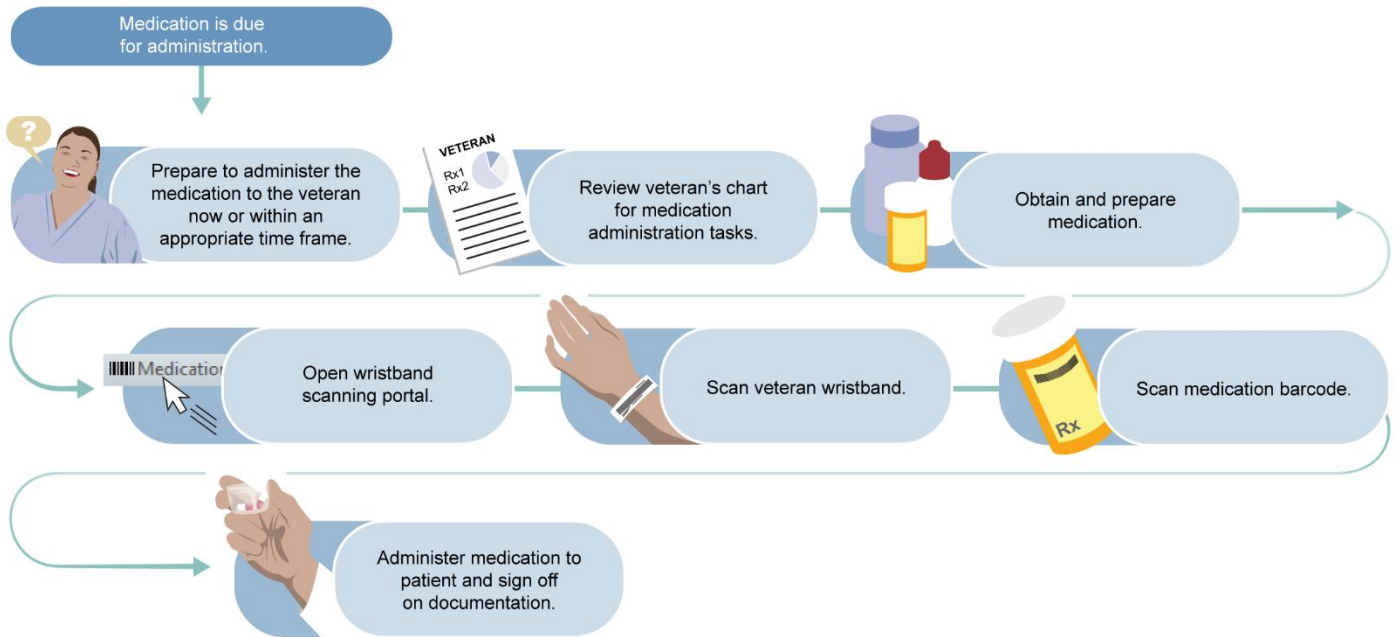 Medication is due
for administration.
?
Prepare to administer the
medication to the veteran
now or within an
appropriate time frame.
VETERAN
Rx1
Rx2
Review veteran’s chart
for medication
administration tasks.
Obtain and prepare
medication.
Medicatio
Open wristband
scanning portal.
Scan veteran wristband.
Rx
Scan medication barcode.
Administer medication to
patient and sign off
on documentation.